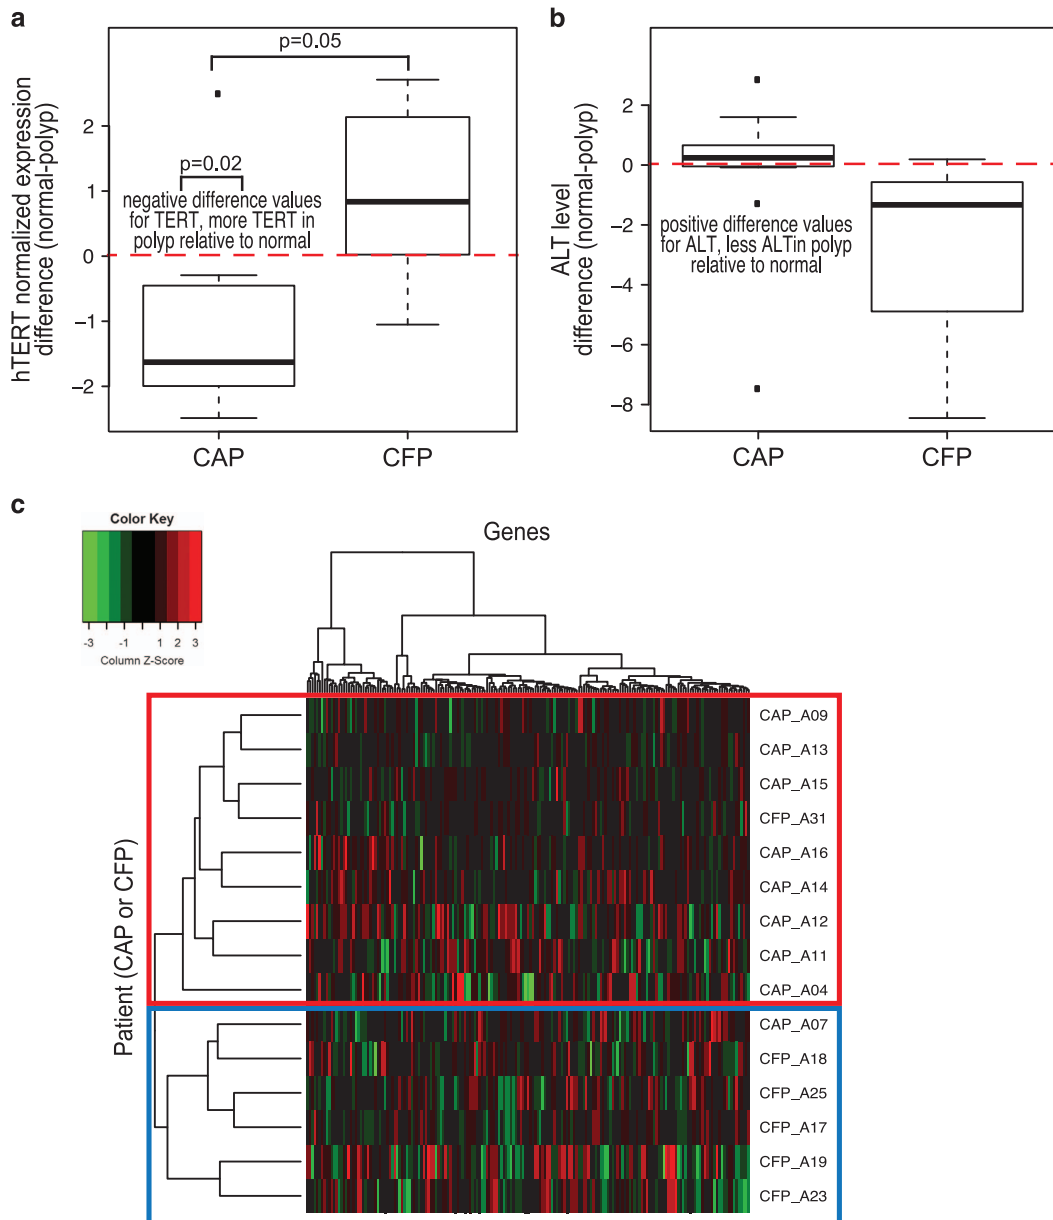 a
hTERT normalized expression
difference (normal-polyp)
2
1
0
−1
−2
p=0.05
p=0.02
negative difference values
for TERT, more TERT in
polyp relative to normal
CAP
CFP
b
ALT level
difference (normal-polyp)
2
0
−2
−4
−6
−8
positive difference values
for ALT, less ALTin polyp
relative to normal
CAP
CFP
c
Color Key
-3
-1
1
2
3
Column Z-Score
Genes
Patient (CAP or CFP)
CAP_A09
CAP_A13
CAP_A15
CFP_A31
CAP_A16
CAP_A14
CAP_A12
CAP_A11
CAP_A04
CAP_A07
CFP_A18
CFP_A25
CFP_A17
CFP_A19
CFP_A23